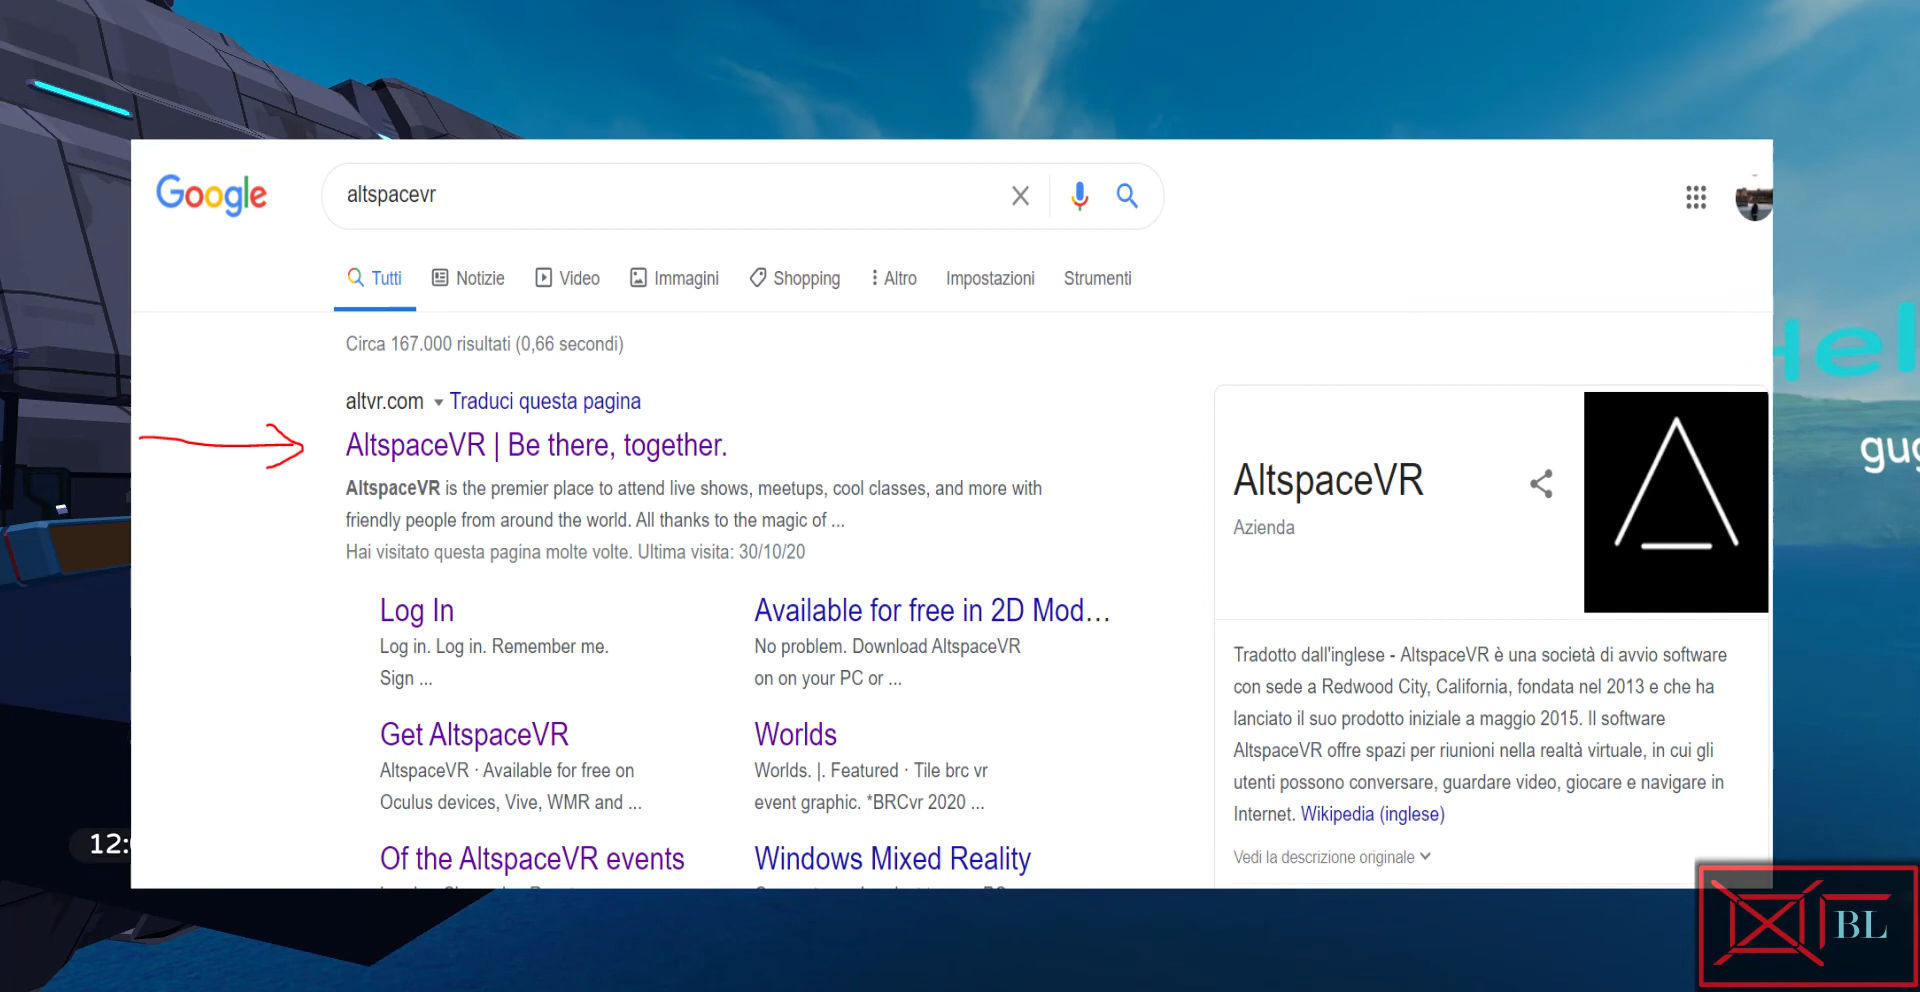 Google
altspacevr
Tutti Notizie Video Immagini Shopping Altro Impostazioni Strumenti
Circa 167.000 risultati (0,66 secondi)
altvr.com Traduci questa pagina
AltspaceVR | Be there, together.
AltspaceVR is the premier place to attend live shows, meetups, cool classes, and more with
friendly people from around the world. All thanks to the magic of ...
Hai visitato questa pagina molte volte. Ultima visita: 30/10/20
Log In
Log in. Log in. Remember me.
Sign ...
Available for free in 2D Mod...
No problem. Download AltspaceVR
on on your PC or ...
Get AltspaceVR
AltspaceVR · Available for free on
Oculus devices, Vive, WMR and ...
Worlds
Worlds. |. Featured · Tile brc vr
event graphic. *BRCvr 2020 ...
Of the AltspaceVR events
Windows Mixed Reality
AltspaceVR
Azienda
Tradotto dall'inglese - AltspaceVR è una società di avvio software
con sede a Redwood City, California, fondata nel 2013 e che ha
lanciato il suo prodotto iniziale a maggio 2015. Il software
AltspaceVR offre spazi per riunioni nella realtà virtuale, in cui gli
utenti possono conversare, guardare video, giocare e navigare in
Internet. Wikipedia (inglese)
Vedi la descrizione originale
Hel
gug
12:
BL